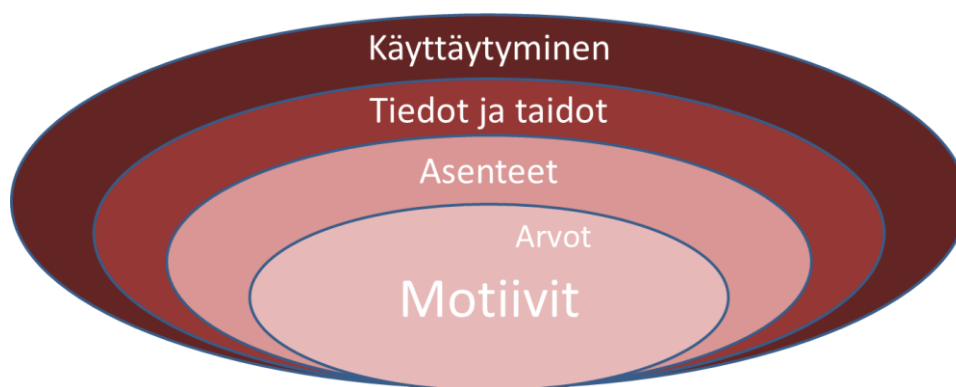 Käyttäytyminen
Tiedot ja taidot
Asenteet
Arvot
Motiivit